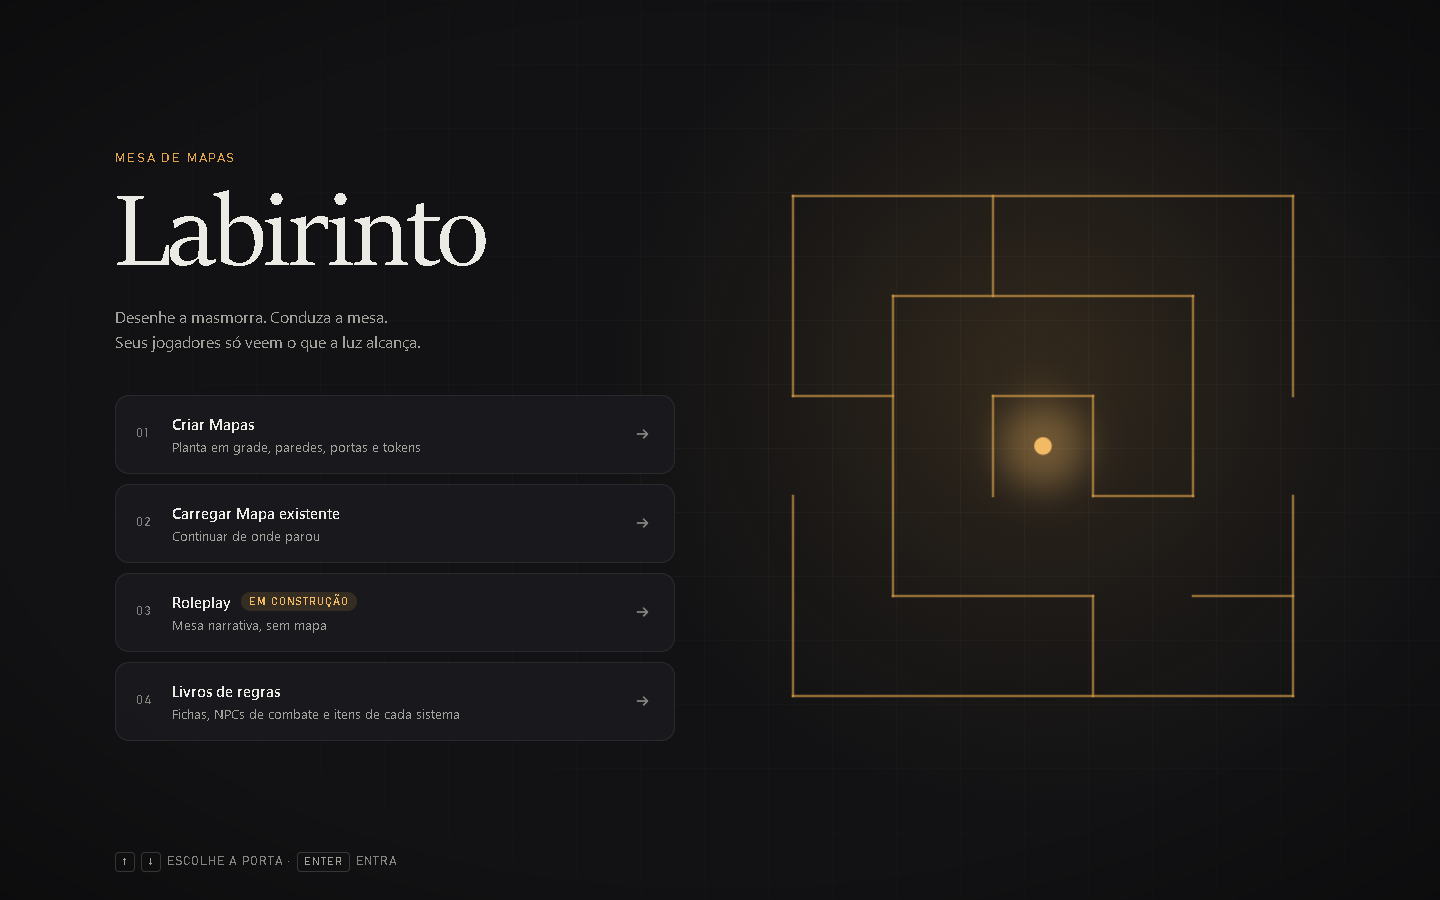 MESA DE MAPAS
Labirinto
Desenhe a masmorra. Conduza a mesa.
Seus jogadores só veem o que a luz alcança.
01 Criar Mapas →
Planta em grade, paredes, portas e tokens
02 Carregar Mapa existente →
Continuar de onde parou
03 Roleplay EM CONSTRUÇÃO →
Mesa narrativa, sem mapa
04 Livros de regras →
Fichas, NPCs de combate e itens de cada sistema
↑ ↓ ESCOLHE A PORTA · ENTER ENTRA